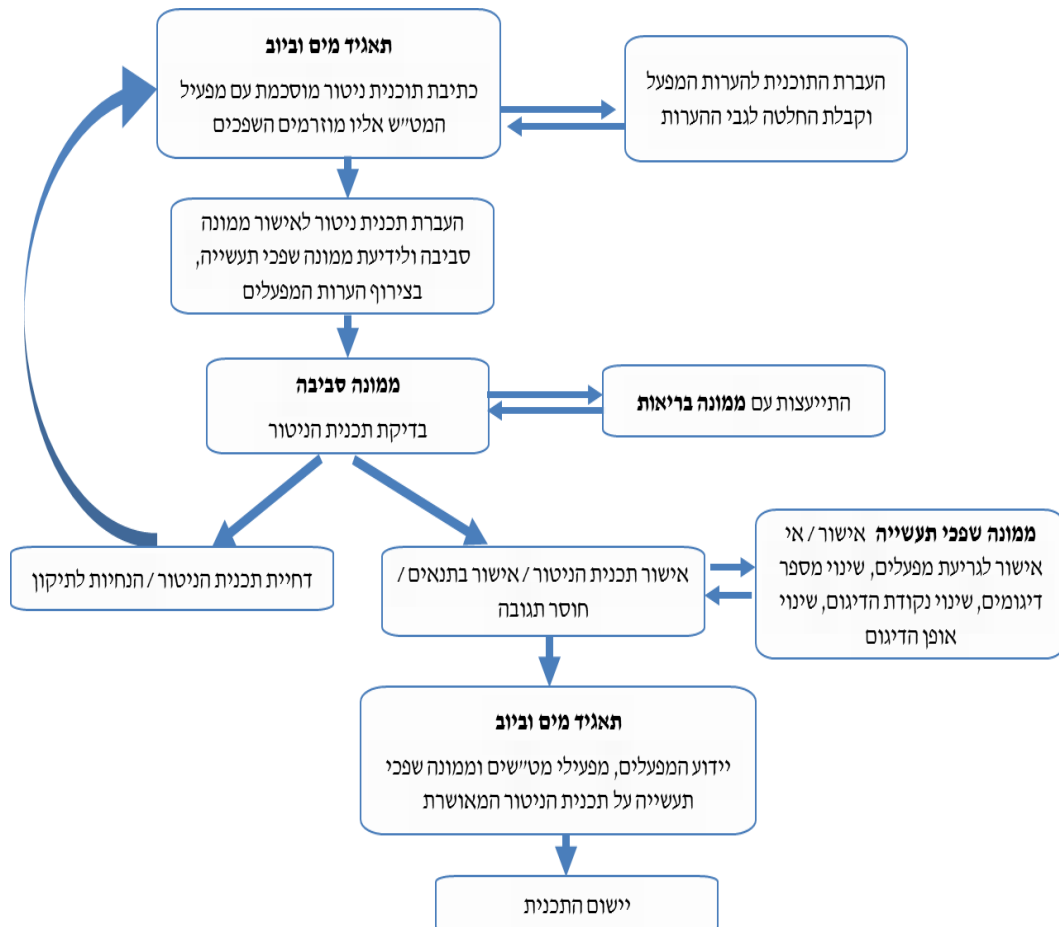 תאגיד מים וביוב
כתיבת תוכנית ניטור מוסכמת עם מפעיל
המט״ש אליו מוזרמים השפכים
העברת התוכנית להערות המפעל
וקבלת החלטה לגבי ההערות
העברת תכנית ניטור לאישור ממונה
סביבה ולידיעת ממונה שפכי תעשייה,
בצירוף הערות המפעלים
ממונה סביבה
בדיקת תכנית הניטור
התייעצות עם ממונה בריאות
ממונה שפכי תעשייה אישור / אי
אישור לגריעת מפעלים, שינוי מספר
דיגומים, שינוי נקודת הדיגום, שינוי
אופן הדיגום
אישור תכנית הניטור / אישור בתנאים /
חוסר תגובה
דחיית תכנית הניטור / הנחיות לתיקון
תאגיד מים וביוב
יידוע המפעלים, מפעילי מט״שים וממונה שפכי
תעשייה על תכנית הניטור המאושרת
יישום התכנית